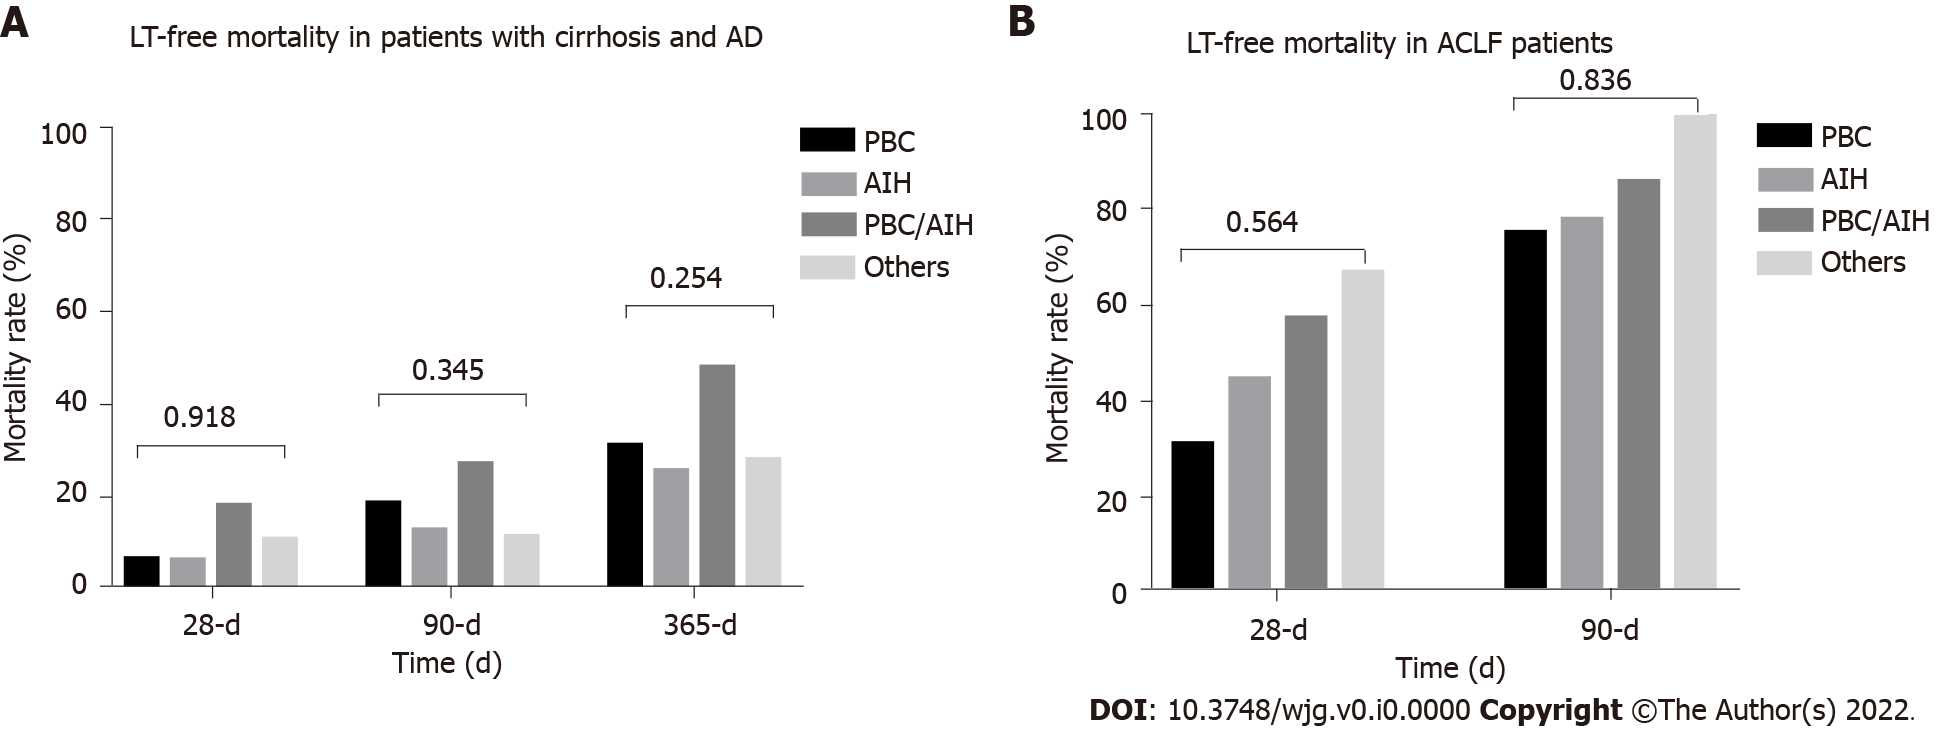 A
LT-free mortality in patients with cirrhosis and AD
Mortality rate (%)
100
80
60
40
20
0
0.918
0.345
0.254
28-d
90-d
365-d
Time (d)
PBC
AIH
PBC/AIH
Others
B
LT-free mortality in ACLF patients
Mortality rate (%)
100
80
60
40
20
0
0.564
0.836
28-d
90-d
Time (d)
PBC
AIH
PBC/AIH
Others
DOI: 10.3748/wjg.v0.i0.0000 Copyright ©The Author(s) 2022.